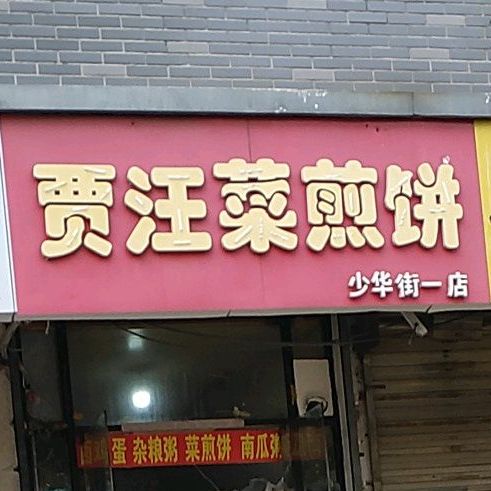 贾汪菜煎饼
少华街一店
蛋 杂粮粥 菜煎饼 南瓜粥